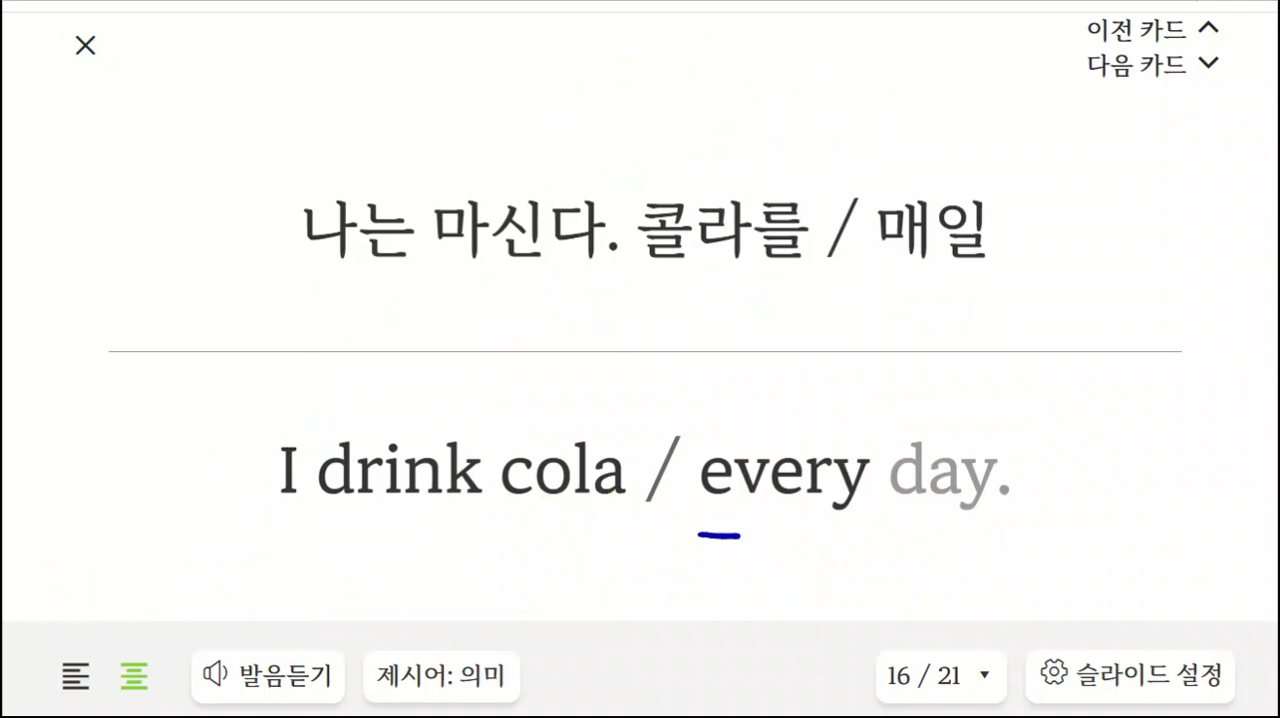 이전 카드
다음 카드
나는 마신다. 콜라를 / 매일
I drink cola / every day.
발음듣기 제시어: 의미 16 / 21 슬라이드 설정